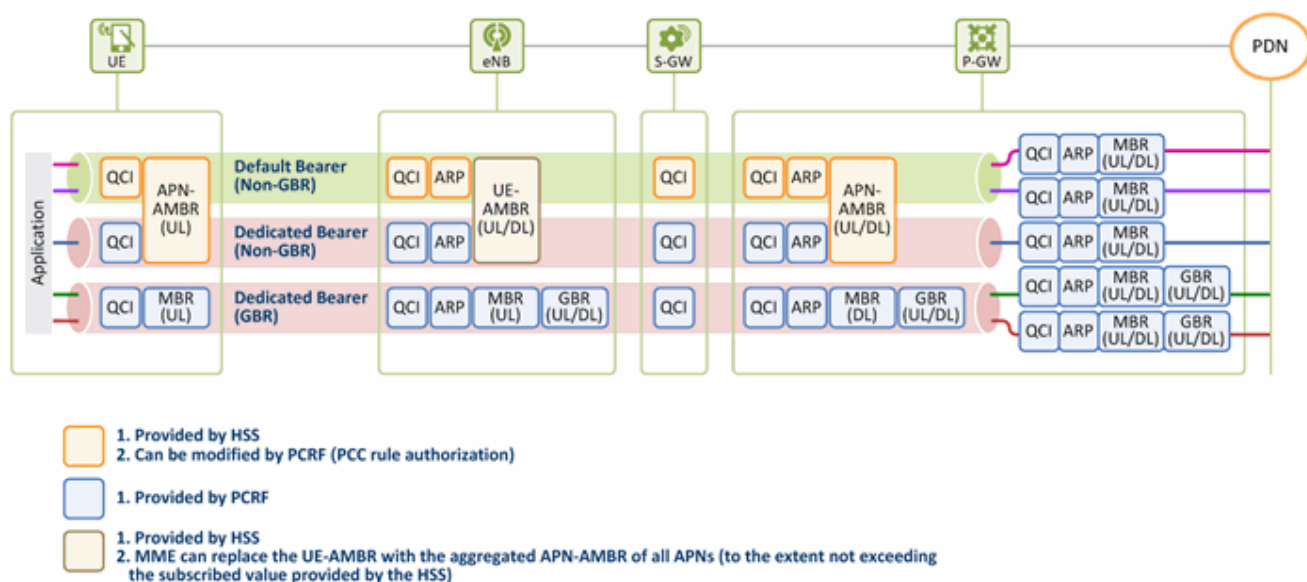 UE
eNB
S-GW
P-GW
PDN
Application
QCI
APN-
AMBR
(UL)
Default Bearer
(Non-GBR)
QCI
ARP
UE-
AMBR
(UL/DL)
QCI
QCI
ARP
APN-
AMBR
(UL/DL)
QCI
ARP
MBR
(UL/DL)
QCI
ARP
MBR
(UL/DL)
QCI
Dedicated Bearer
(Non-GBR)
QCI
ARP
QCI
QCI
ARP
QCI
ARP
MBR
(UL/DL)
QCI
MBR
(UL)
Dedicated Bearer
(GBR)
QCI
ARP
MBR
(UL)
GBR
(UL/DL)
QCI
QCI
ARP
MBR
(DL)
GBR
(UL/DL)
QCI
ARP
MBR
(UL/DL)
GBR
(UL/DL)
QCI
ARP
MBR
(UL/DL)
GBR
(UL/DL)
1. Provided by HSS
2. Can be modified by PCRF (PCC rule authorization)
1. Provided by PCRF
1. Provided by HSS
2. MME can replace the UE-AMBR with the aggregated APN-AMBR of all APNs (to the extent not exceeding
the subscribed value provided by the HSS)